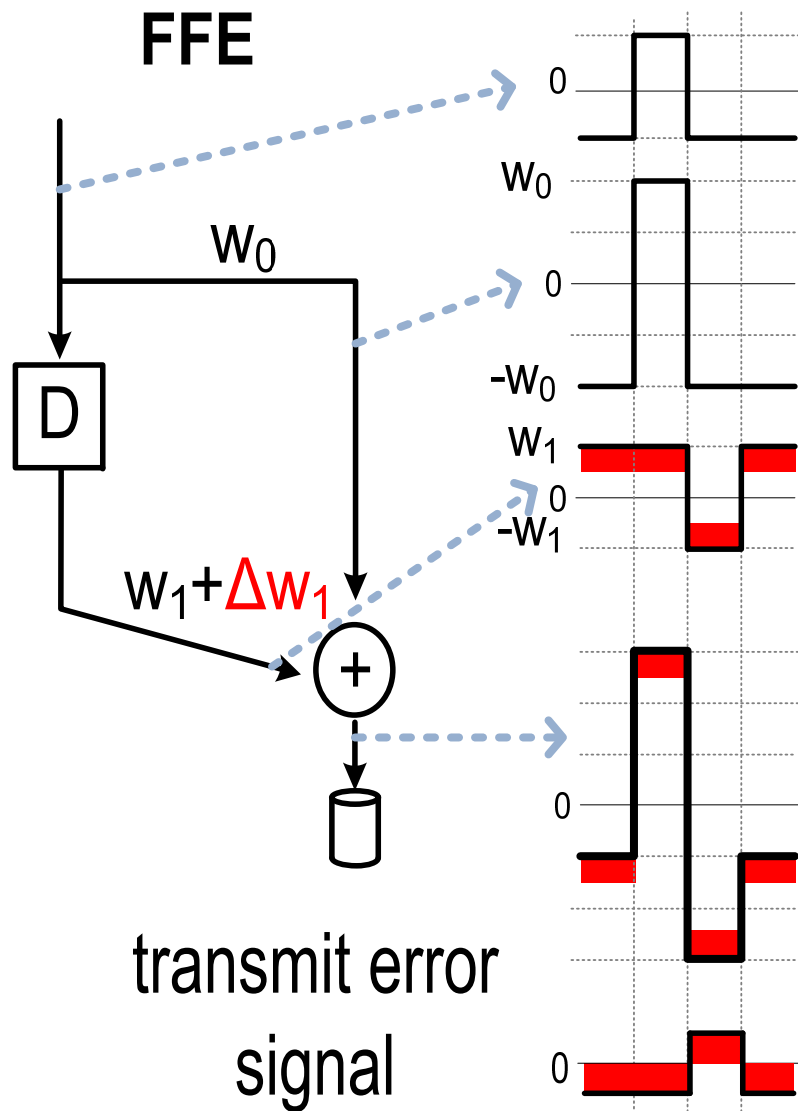 FFE
0
w₀
w₀
0
-w₀
D
w₁
0
-w₁
w₁+Δw₁
+
0
transmit error
signal
0